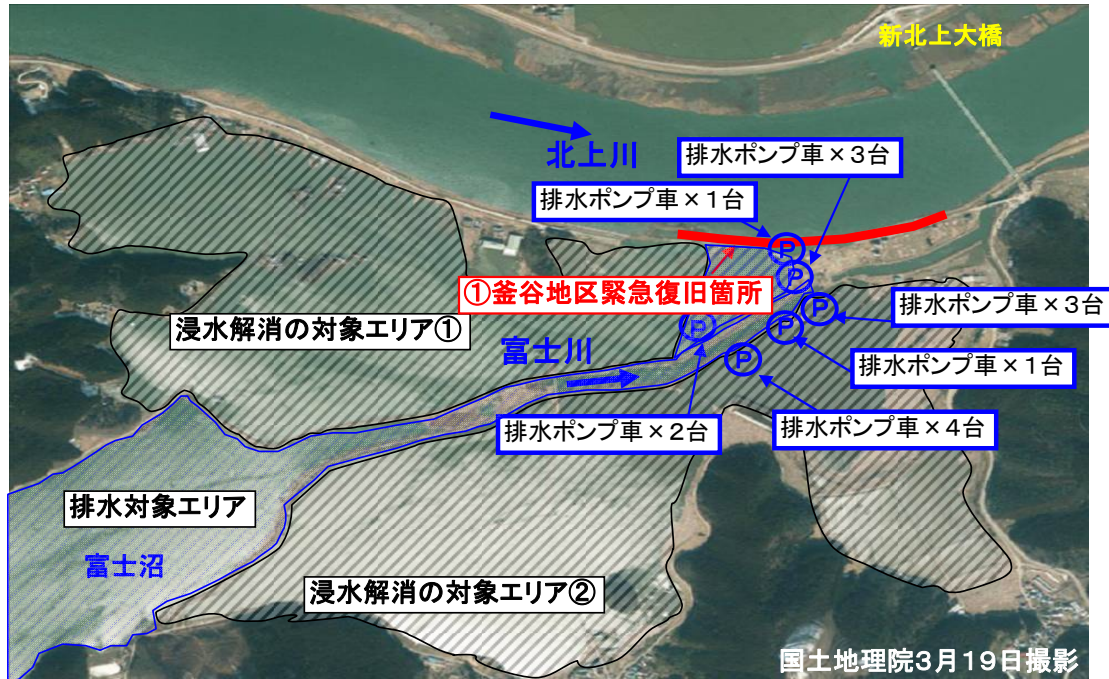 新北上大橋
北上川
排水ポンプ車×3台
排水ポンプ車×1台
P
P
①釜谷地区緊急復旧箇所
P
排水ポンプ車×3台
浸水解消の対象エリア①
P
P
富士川
P
排水ポンプ車×1台
排水ポンプ車×2台
排水ポンプ車×4台
排水対象エリア
富士沼
浸水解消の対象エリア②
国土地理院3月19日撮影